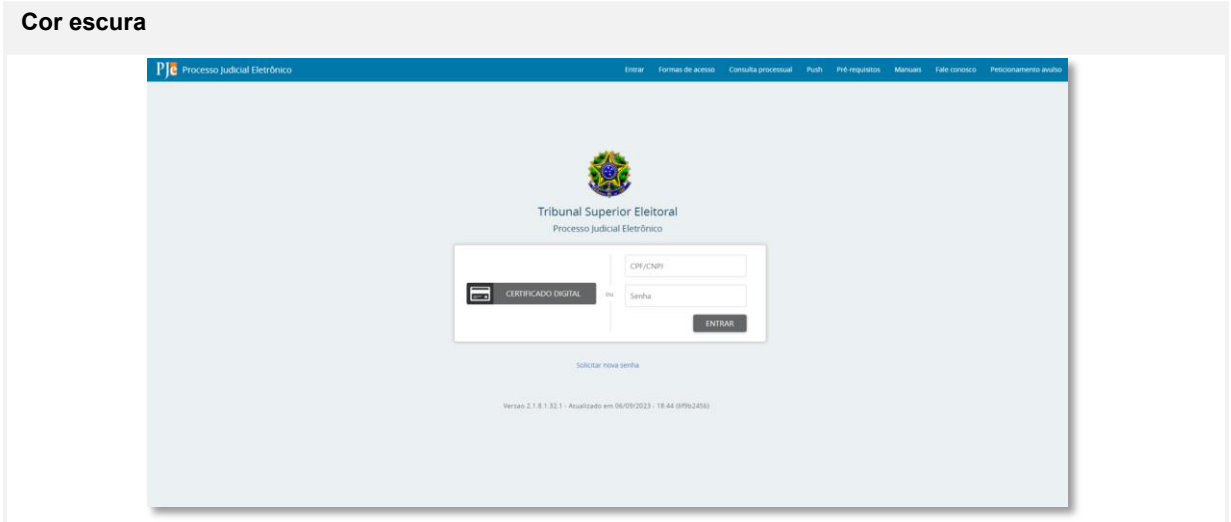 Cor escura
PJe Processo Judicial Eletrônico Entrar Formas de acesso Consulta processual Push Pré-requisitos Manuais Fale conosco Peticionamento avulso
Tribunal Superior Eleitoral
Processo Judicial Eletrônico
CPF/CNPJ
CERTIFICADO DIGITAL ou Senha
ENTRAR
Solicitar nova senha
Versao 2.1.8.1.32.1 - Atualizado em 06/09/2023 - 18:44